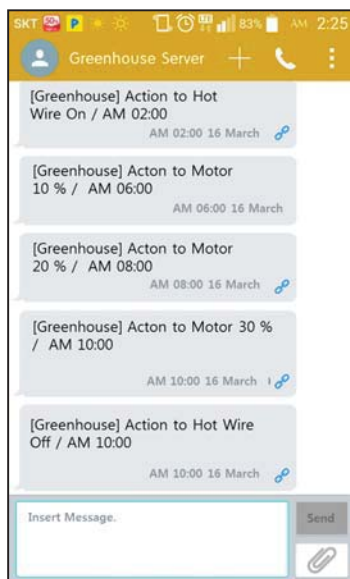 SKT 50% P LTE 83% AM 2:25
Greenhouse Server
[Greenhouse] Action to Hot
Wire On / AM 02:00
AM 02:00 16 March
[Greenhouse] Acton to Motor
10 % / AM 06:00
AM 06:00 16 March
[Greenhouse] Acton to Motor
20 % / AM 08:00
AM 08:00 16 March
[Greenhouse] Acton to Motor 30 %
/ AM 10:00
AM 10:00 16 March
[Greenhouse] Action to Hot Wire
Off / AM 10:00
AM 10:00 16 March
Insert Message.
Send